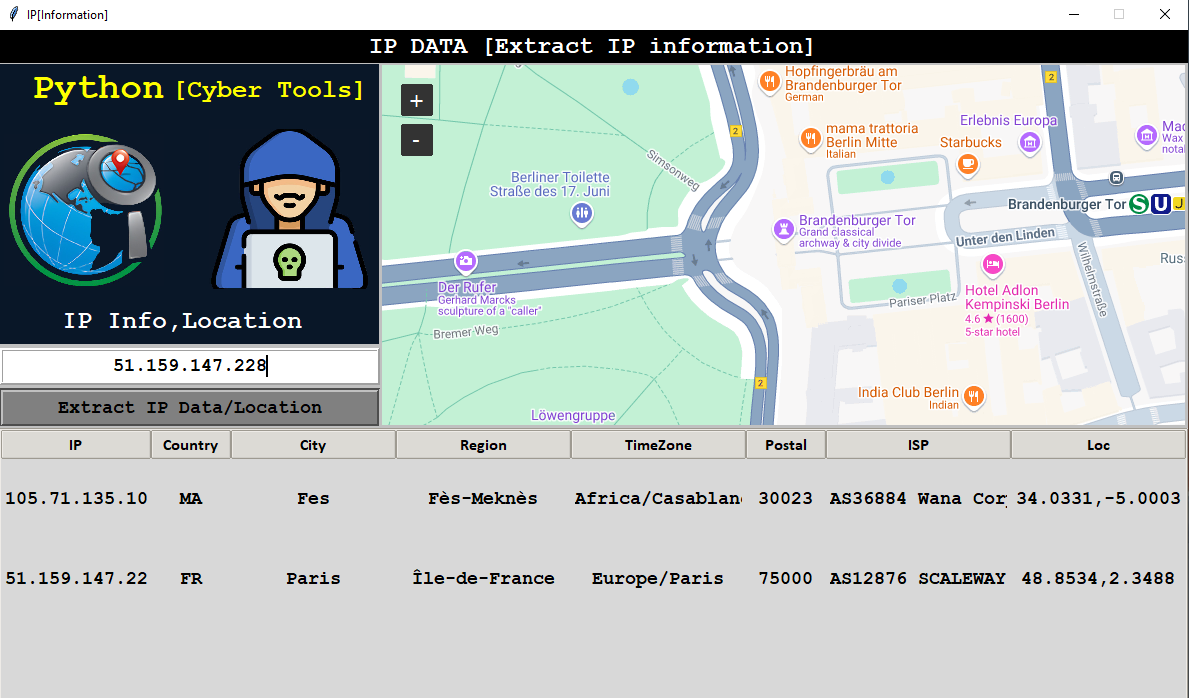 IP[Information]
IP DATA [Extract IP information]
Python [Cyber Tools]
IP Info,Location
51.159.147.228
Extract IP Data/Location
+
-
Hopfingerbräu am
Brandenburger Tor
German
2
2
mama trattoria
Berlin Mitte
Italian
Erlebnis Europa
Starbucks
Mad
Wax
notab
Simsonweg
Berliner Toilette
Straße des 17. Juni
Brandenburger Tor
S U J
Brandenburger Tor
Grand classical
archway & city divide
Unter den Linden
Wilhelmstraße
Russ
Der Rufer
Gerhard Marcks
sculpture of a "caller"
Hotel Adlon
Kempinski Berlin
4.6 ★ (1600)
5-star hotel
Pariser Platz
Bremer Weg
2
India Club Berlin
Indian
Löwengruppe
IP Country City Region TimeZone Postal ISP Loc
105.71.135.10 MA Fes Fès-Meknès Africa/Casablan 30023 AS36884 Wana Cor 34.0331,-5.0003
51.159.147.22 FR Paris Île-de-France Europe/Paris 75000 AS12876 SCALEWAY 48.8534,2.3488